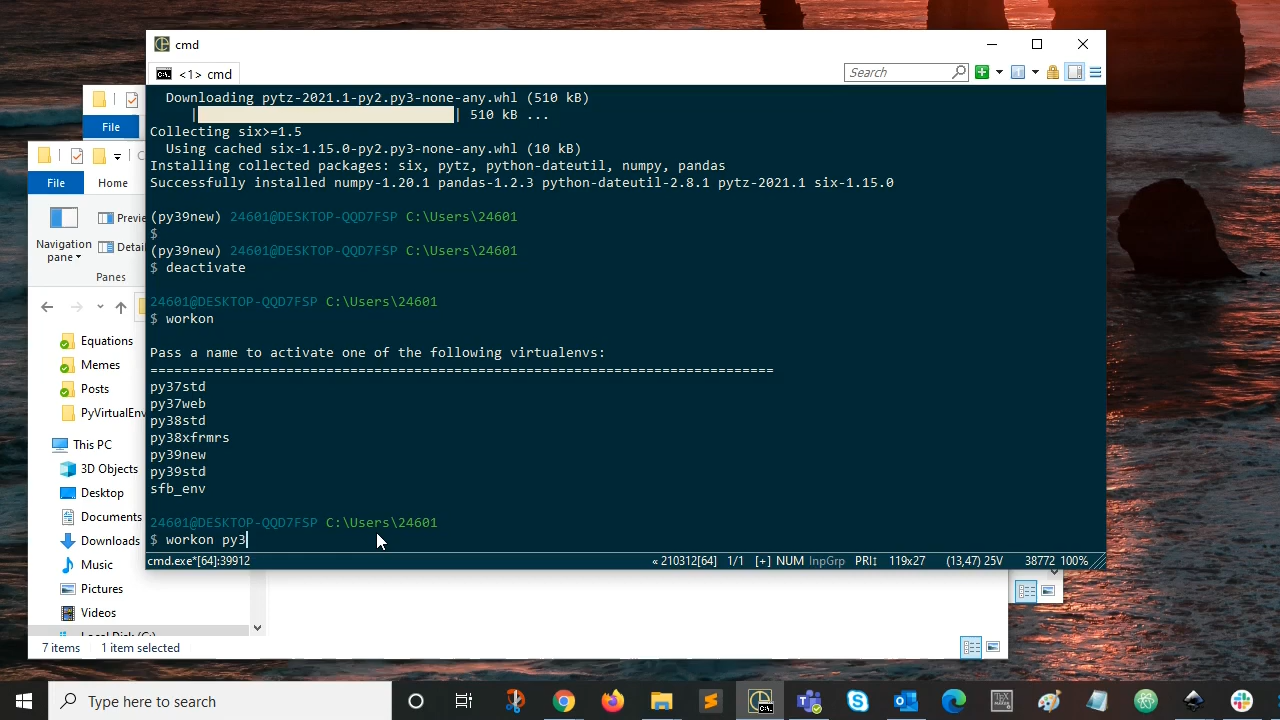 cmd
<1> cmd
Search
Downloading pytz-2021.1-py2.py3-none-any.whl (510 kB)
| | 510 kB ...
Collecting six>=1.5
Using cached six-1.15.0-py2.py3-none-any.whl (10 kB)
Installing collected packages: six, pytz, python-dateutil, numpy, pandas
Successfully installed numpy-1.20.1 pandas-1.2.3 python-dateutil-2.8.1 pytz-2021.1 six-1.15.0
(py39new) 24601@DESKTOP-QQD7FSP C:\Users\24601
$
(py39new) 24601@DESKTOP-QQD7FSP C:\Users\24601
$ deactivate
24601@DESKTOP-QQD7FSP C:\Users\24601
$ workon
Pass a name to activate one of the following virtualenvs:
==============================================================================
py37std
py37web
py38std
py38xfrmrs
py39new
py39std
sfb_env
24601@DESKTOP-QQD7FSP C:\Users\24601
$ workon py3
cmd.exe*[64]:39912 « 210312[64] 1/1 [+] NUM InpGrp PRI↕ 119x27 (13,47) 25V 38772 100%
File
File Home
Navigation pane
Panes
Equations
Memes
Posts
PyVirtualEnv
This PC
3D Objects
Desktop
Documents
Downloads
Music
Pictures
Videos
7 items 1 item selected
Type here to search